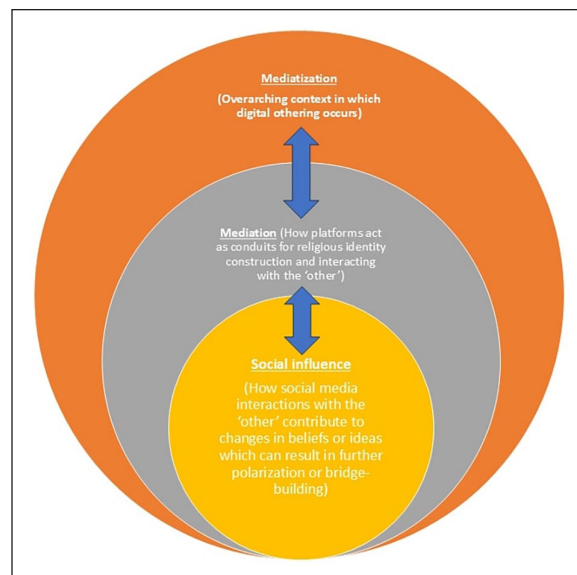 Mediatization
(Overarching context in which
digital othering occurs)
Mediation (How platforms act
as conduits for religious identity
construction and interacting
with the ‘other’)
Social influence
(How social media
interactions with the
‘other’ contribute to
changes in beliefs or ideas
which can result in further
polarization or bridge-
building)